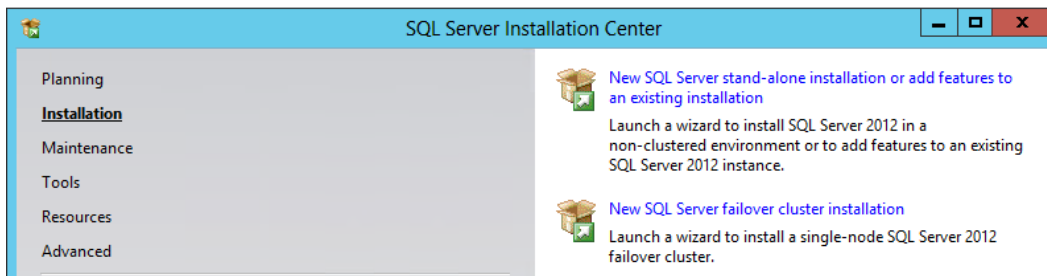 SQL Server Installation Center
Planning
Installation
Maintenance
Tools
Resources
Advanced
New SQL Server stand-alone installation or add features to
an existing installation
Launch a wizard to install SQL Server 2012 in a
non-clustered environment or to add features to an existing
SQL Server 2012 instance.
New SQL Server failover cluster installation
Launch a wizard to install a single-node SQL Server 2012
failover cluster.